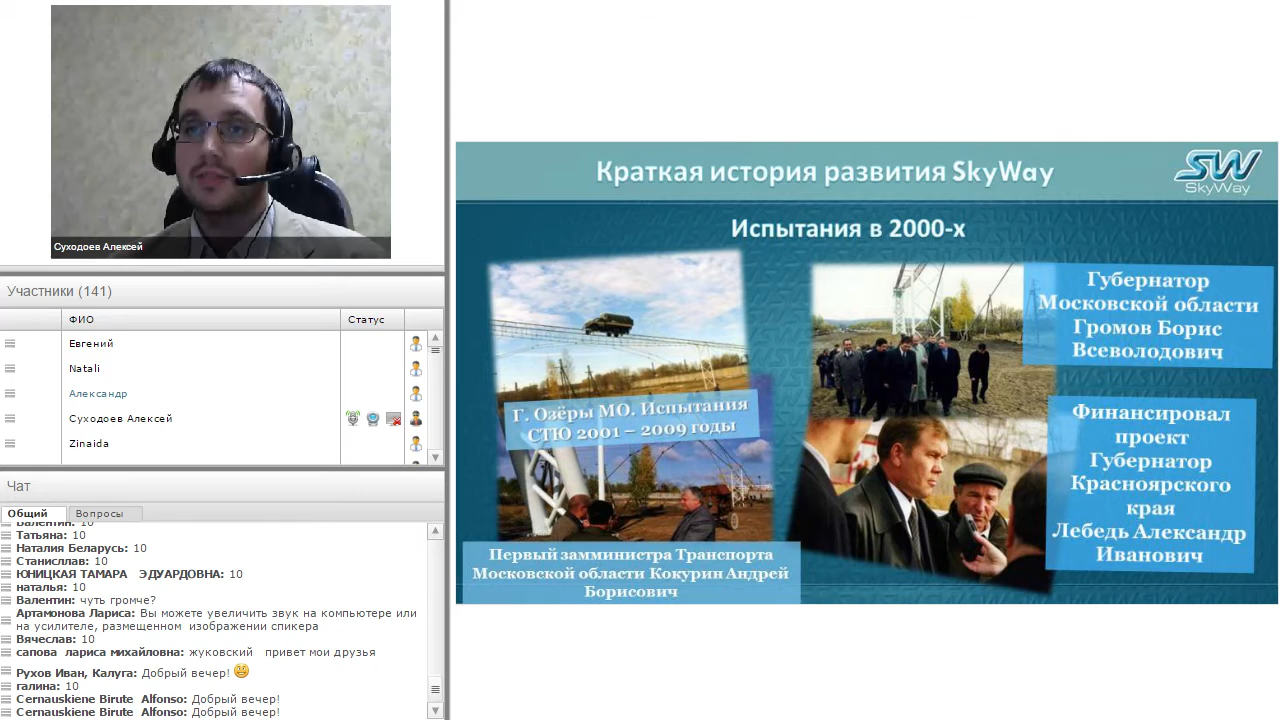 Суходоев Алексей
Участники (141)
ФИО
Статус
Евгений
Natali
Александр
Суходоев Алексей
Zinaida
Чат
Общий
Вопросы
Валентин: 10
Татьяна: 10
Наталия Беларусь: 10
Станисллав: 10
ЮНИЦКАЯ ТАМАРА ЭДУАРДОВНА: 10
наталья: 10
Валентин: чуть громче?
Артамонова Лариса: Вы можете увеличить звук на компьютере или
на усилителе, размещенном изображении спикера
Вячеслав: 10
сапова лариса михайловна: жуковский привет мои друзья
Рухов Иван, Калуга: Добрый вечер!
галина: 10
Cernauskiene Birute Alfonso: Добрый вечер!
Cernauskiene Birute Alfonso: Добрый вечер!
Краткая история развития SkyWay
SW
SkyWay
Испытания в 2000-х
Г. Озёры МО. Испытания
СТЮ 2001 – 2009 годы
Первый замминистра Транспорта
Московской области Кокурин Андрей
Борисович
Губернатор
Московской области
Громов Борис
Всеволодович
Финансировал
проект
Губернатор
Красноярского
края
Лебедь Александр
Иванович